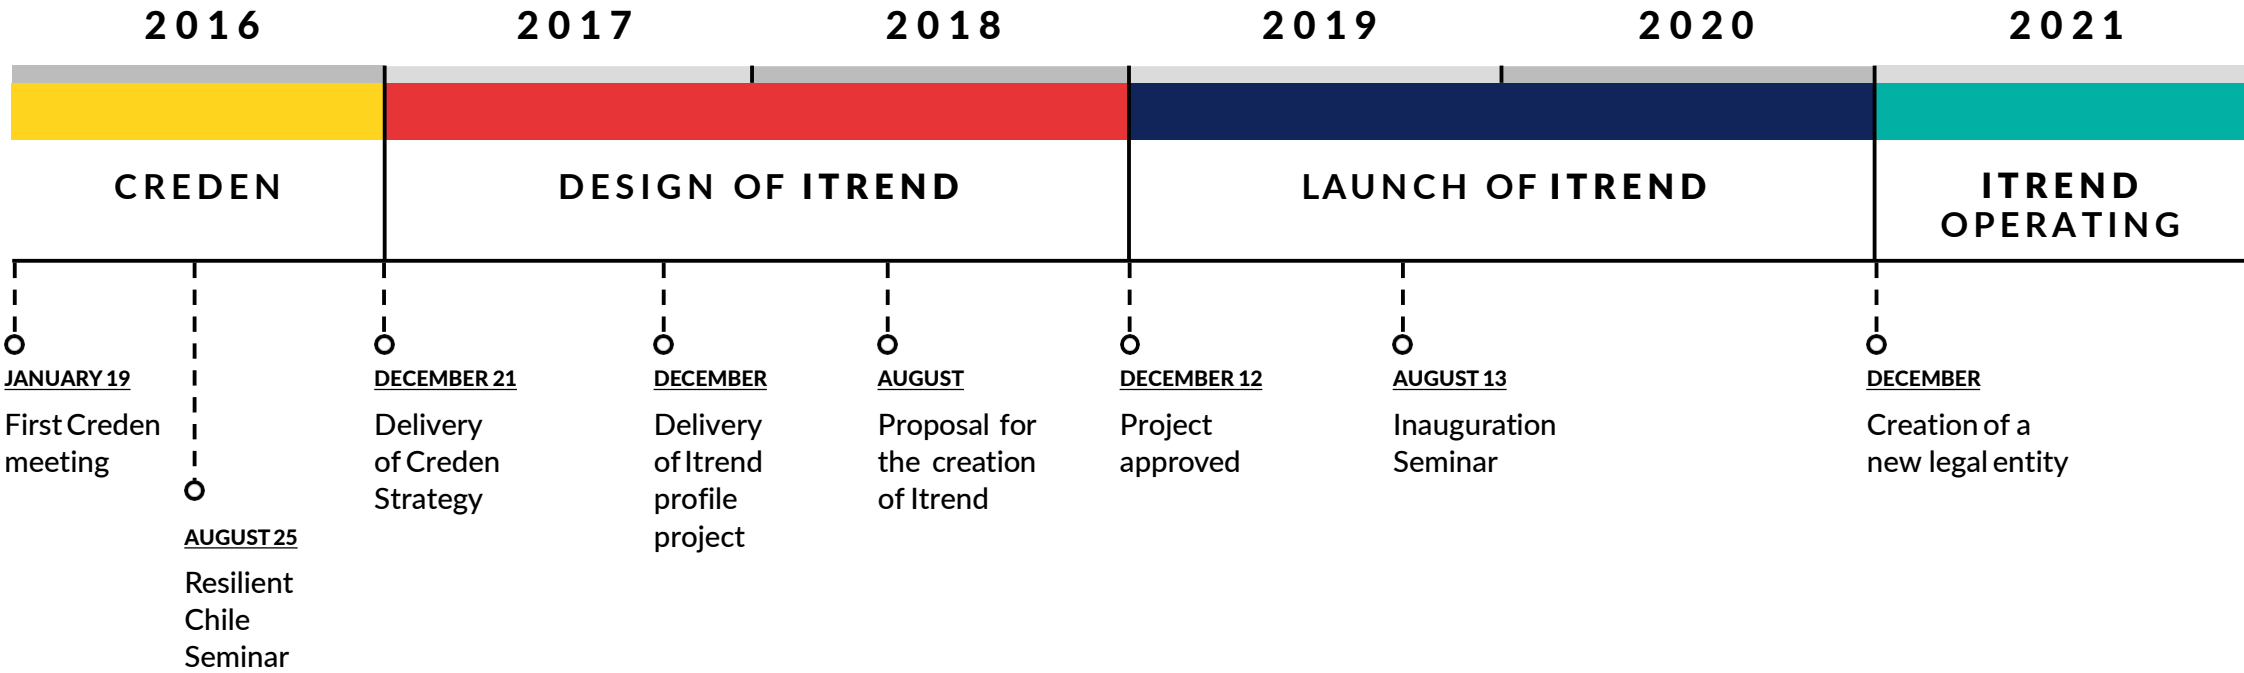 2016
2017
2018
2019
2020
2021
CREDEN
DESIGN OF ITREND
LAUNCH OF ITREND
ITREND
OPERATING
JANUARY 19
First Creden
meeting
AUGUST 25
Resilient
Chile
Seminar
DECEMBER 21
Delivery
of Creden
Strategy
DECEMBER
Delivery
of Itrend
profile
project
AUGUST
Proposal for
the creation
of Itrend
DECEMBER 12
Project
approved
AUGUST 13
Inauguration
Seminar
DECEMBER
Creation of a
new legal entity